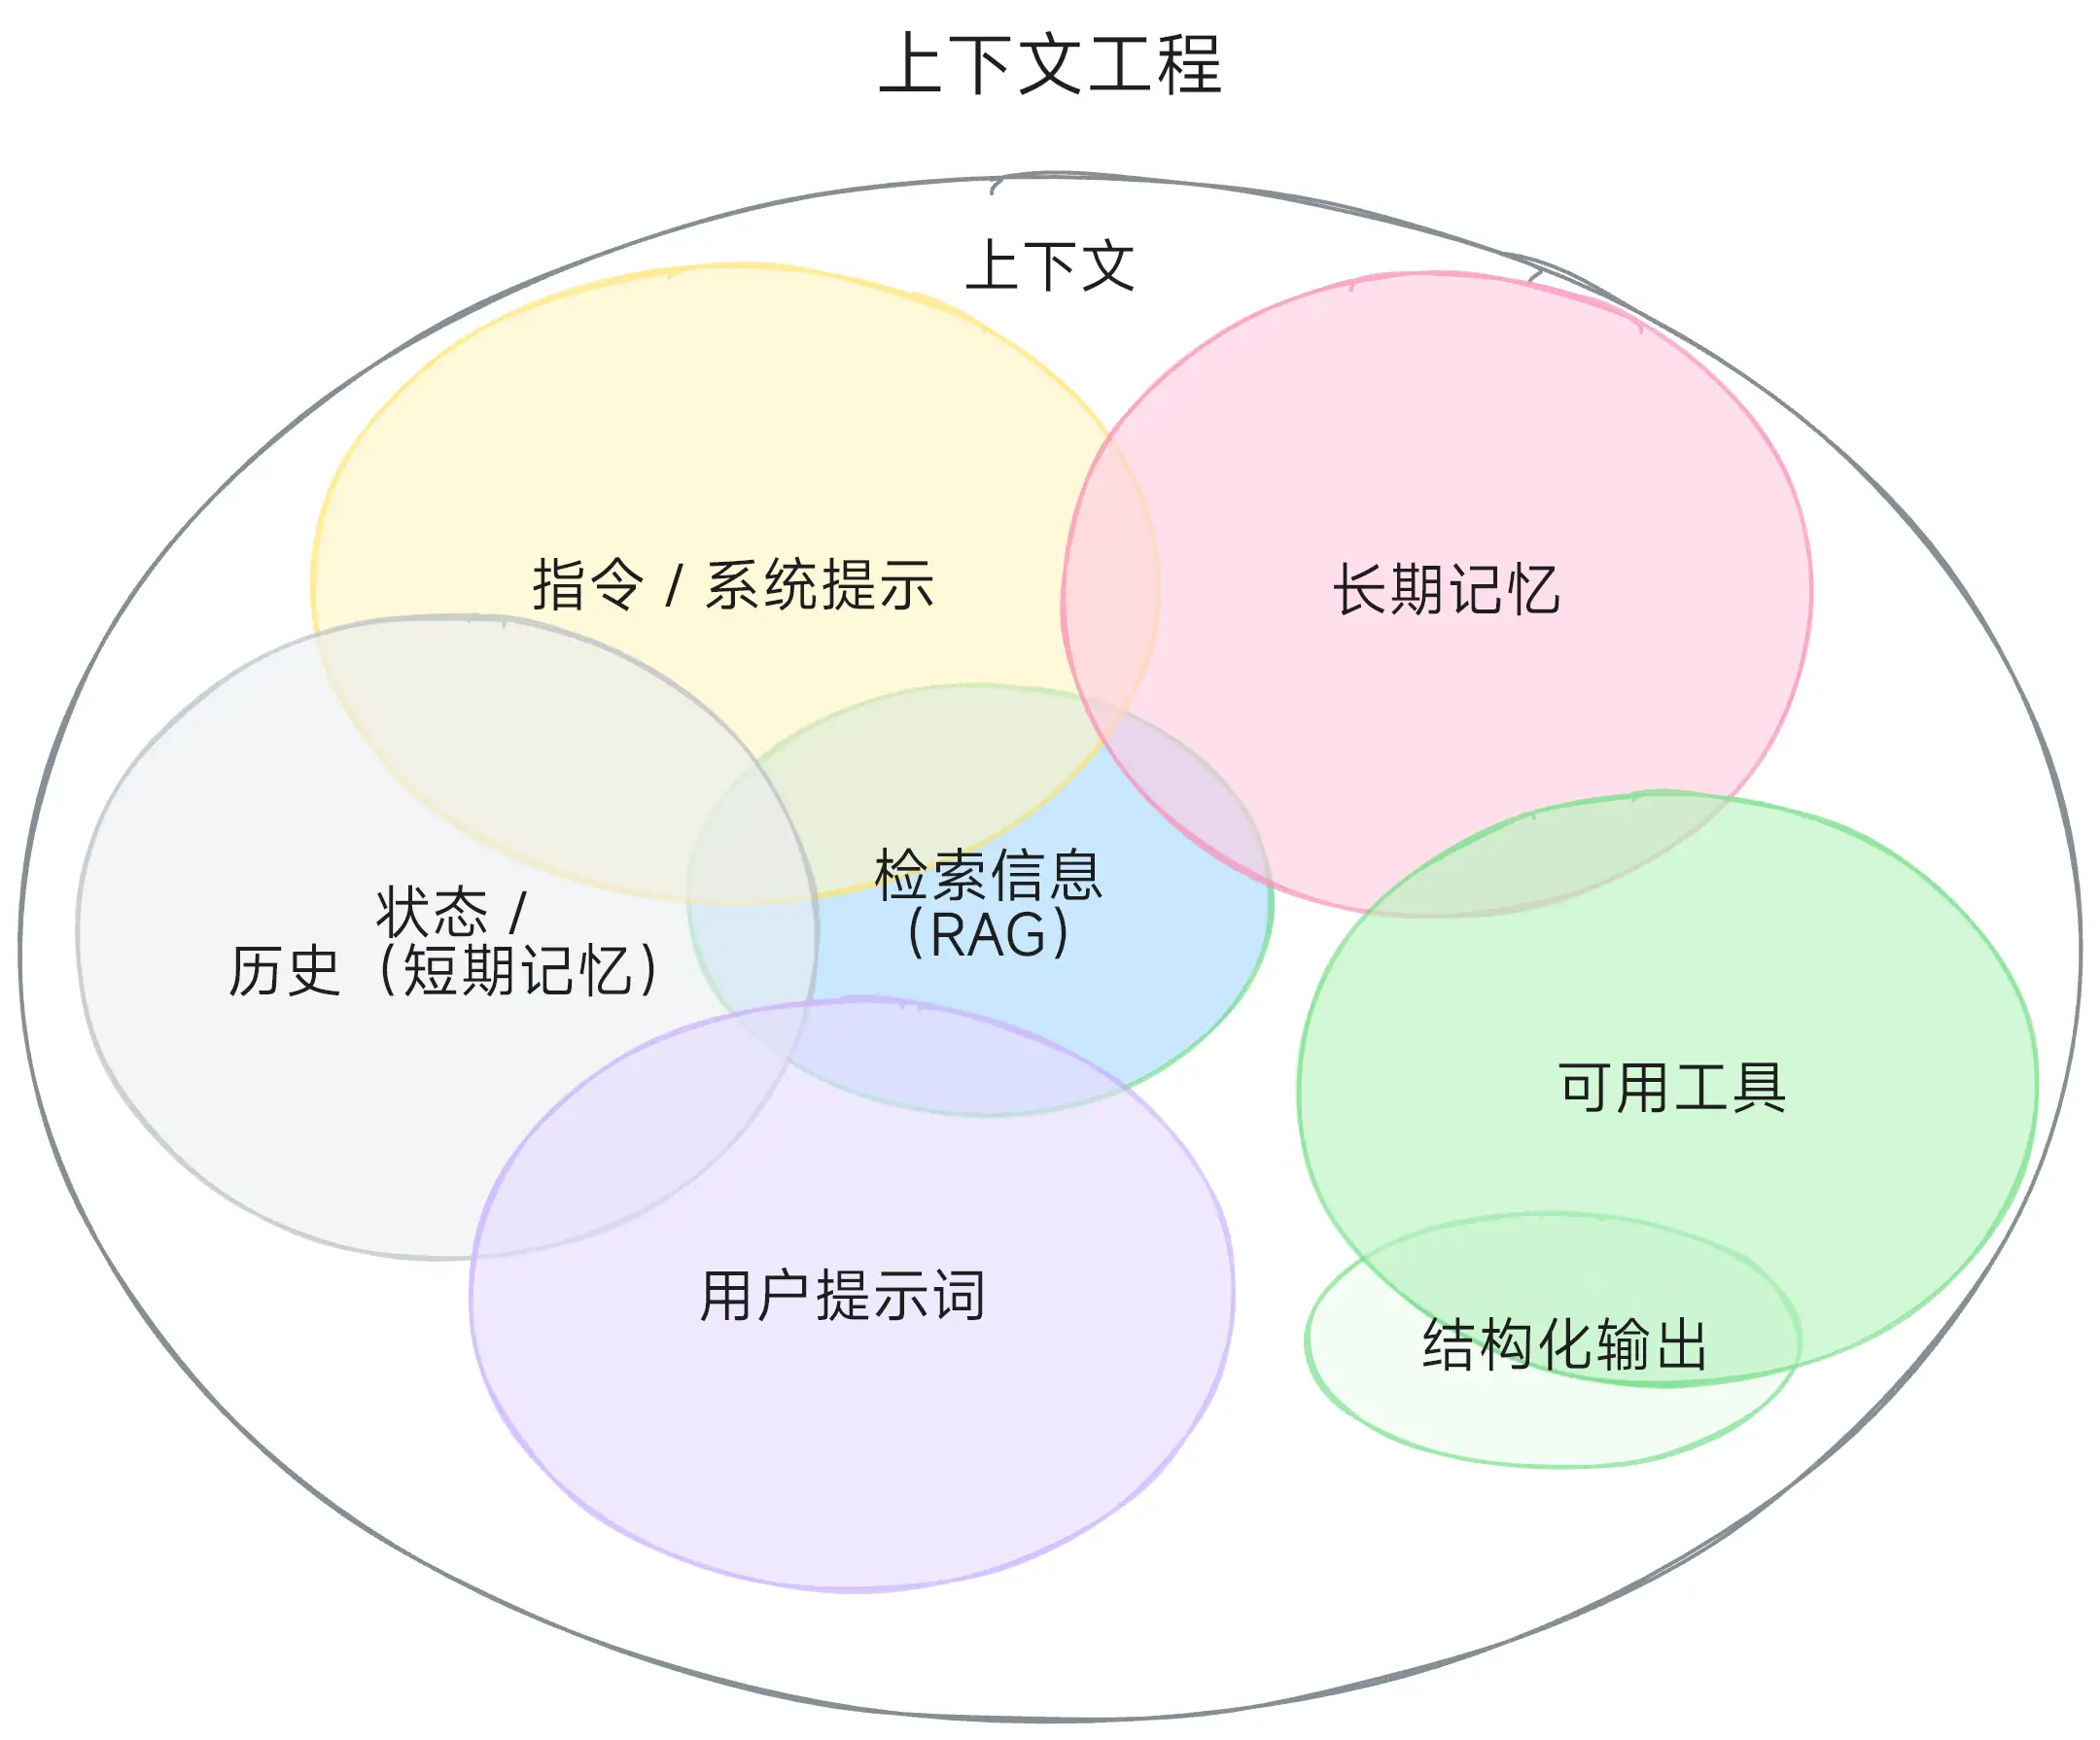 上下文工程
上下文
指令 / 系统提示
长期记忆
检索信息
（RAG）
状态 /
历史（短期记忆）
可用工具
用户提示词
结构化输出